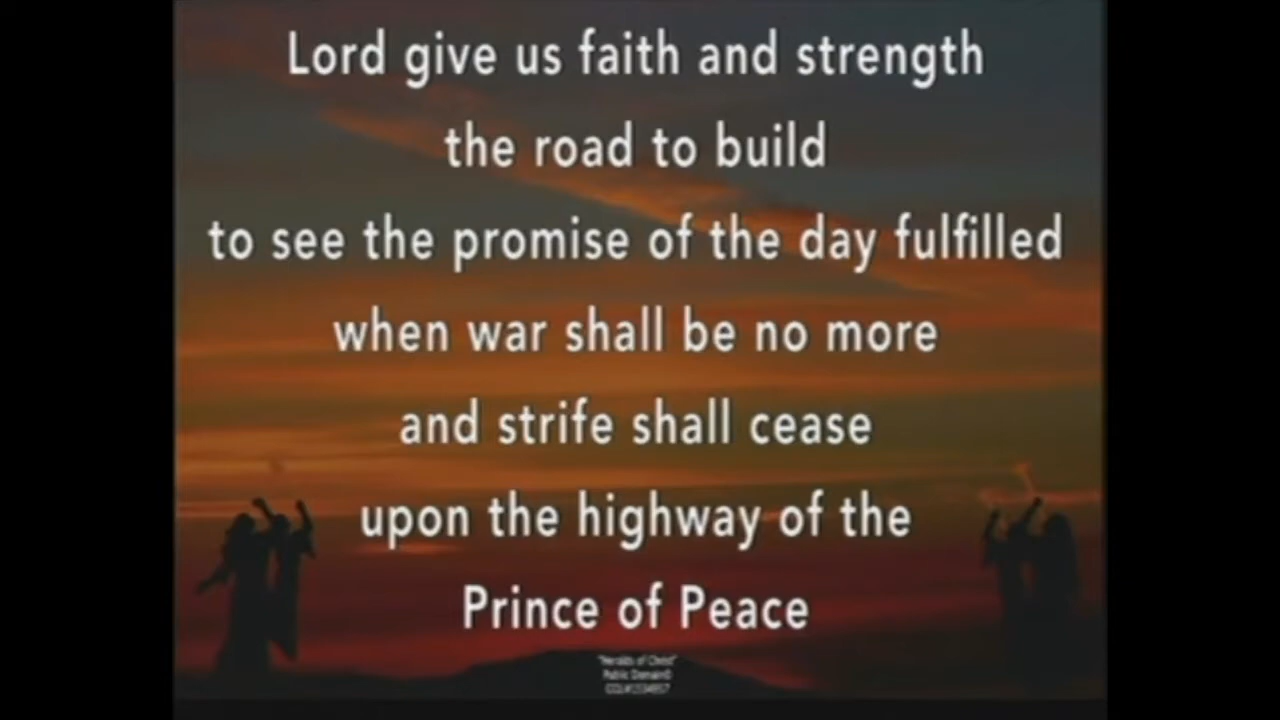 Lord give us faith and strength
the road to build
to see the promise of the day fulfilled
when war shall be no more
and strife shall cease
upon the highway of the
Prince of Peace
"Heralds of Christ"
Public Domain©